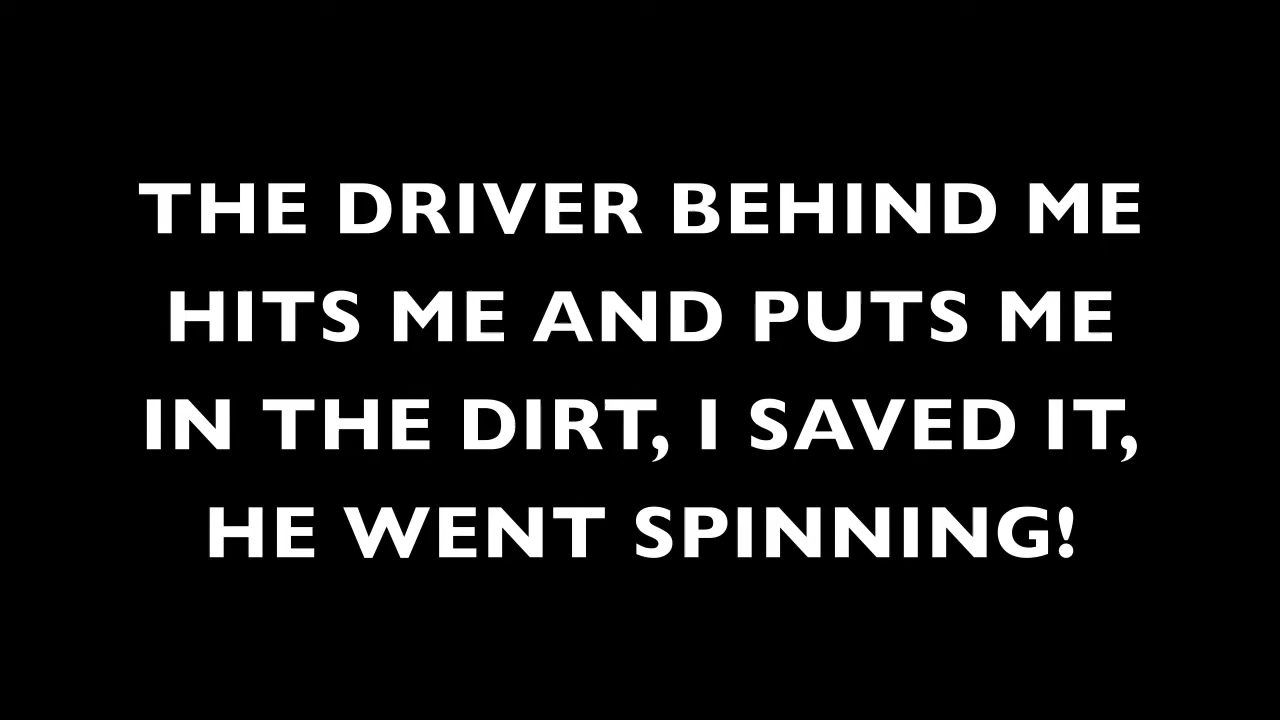 THE DRIVER BEHIND ME
HITS ME AND PUTS ME
IN THE DIRT, I SAVED IT,
HE WENT SPINNING!